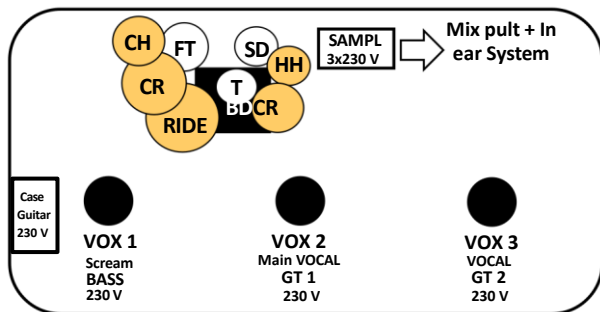 CH
FT
SD
HH
CR
T
BD
CR
RIDE
SAMPL
3x230 V
Mix pult + In
ear System
Case
Guitar
230 V
VOX 1
Scream
BASS
230 V
VOX 2
Main VOCAL
GT 1
230 V
VOX 3
VOCAL
GT 2
230 V